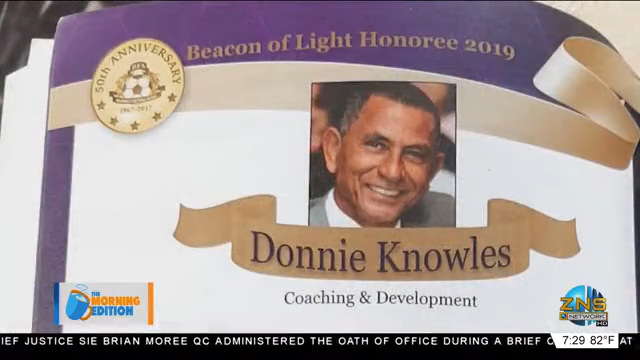 50th ANNIVERSARY
1967-2017
Beacon of Light Honoree 2019
Donnie Knowles
Coaching & Development
THE
MORNING
EDITION
ZNS
NETWORK
HD
IEF JUSTICE SIE BRIAN MOREE QC ADMINISTERED THE OATH OF OFFICE DURING A BRIEF C
AT
7:29 82°F